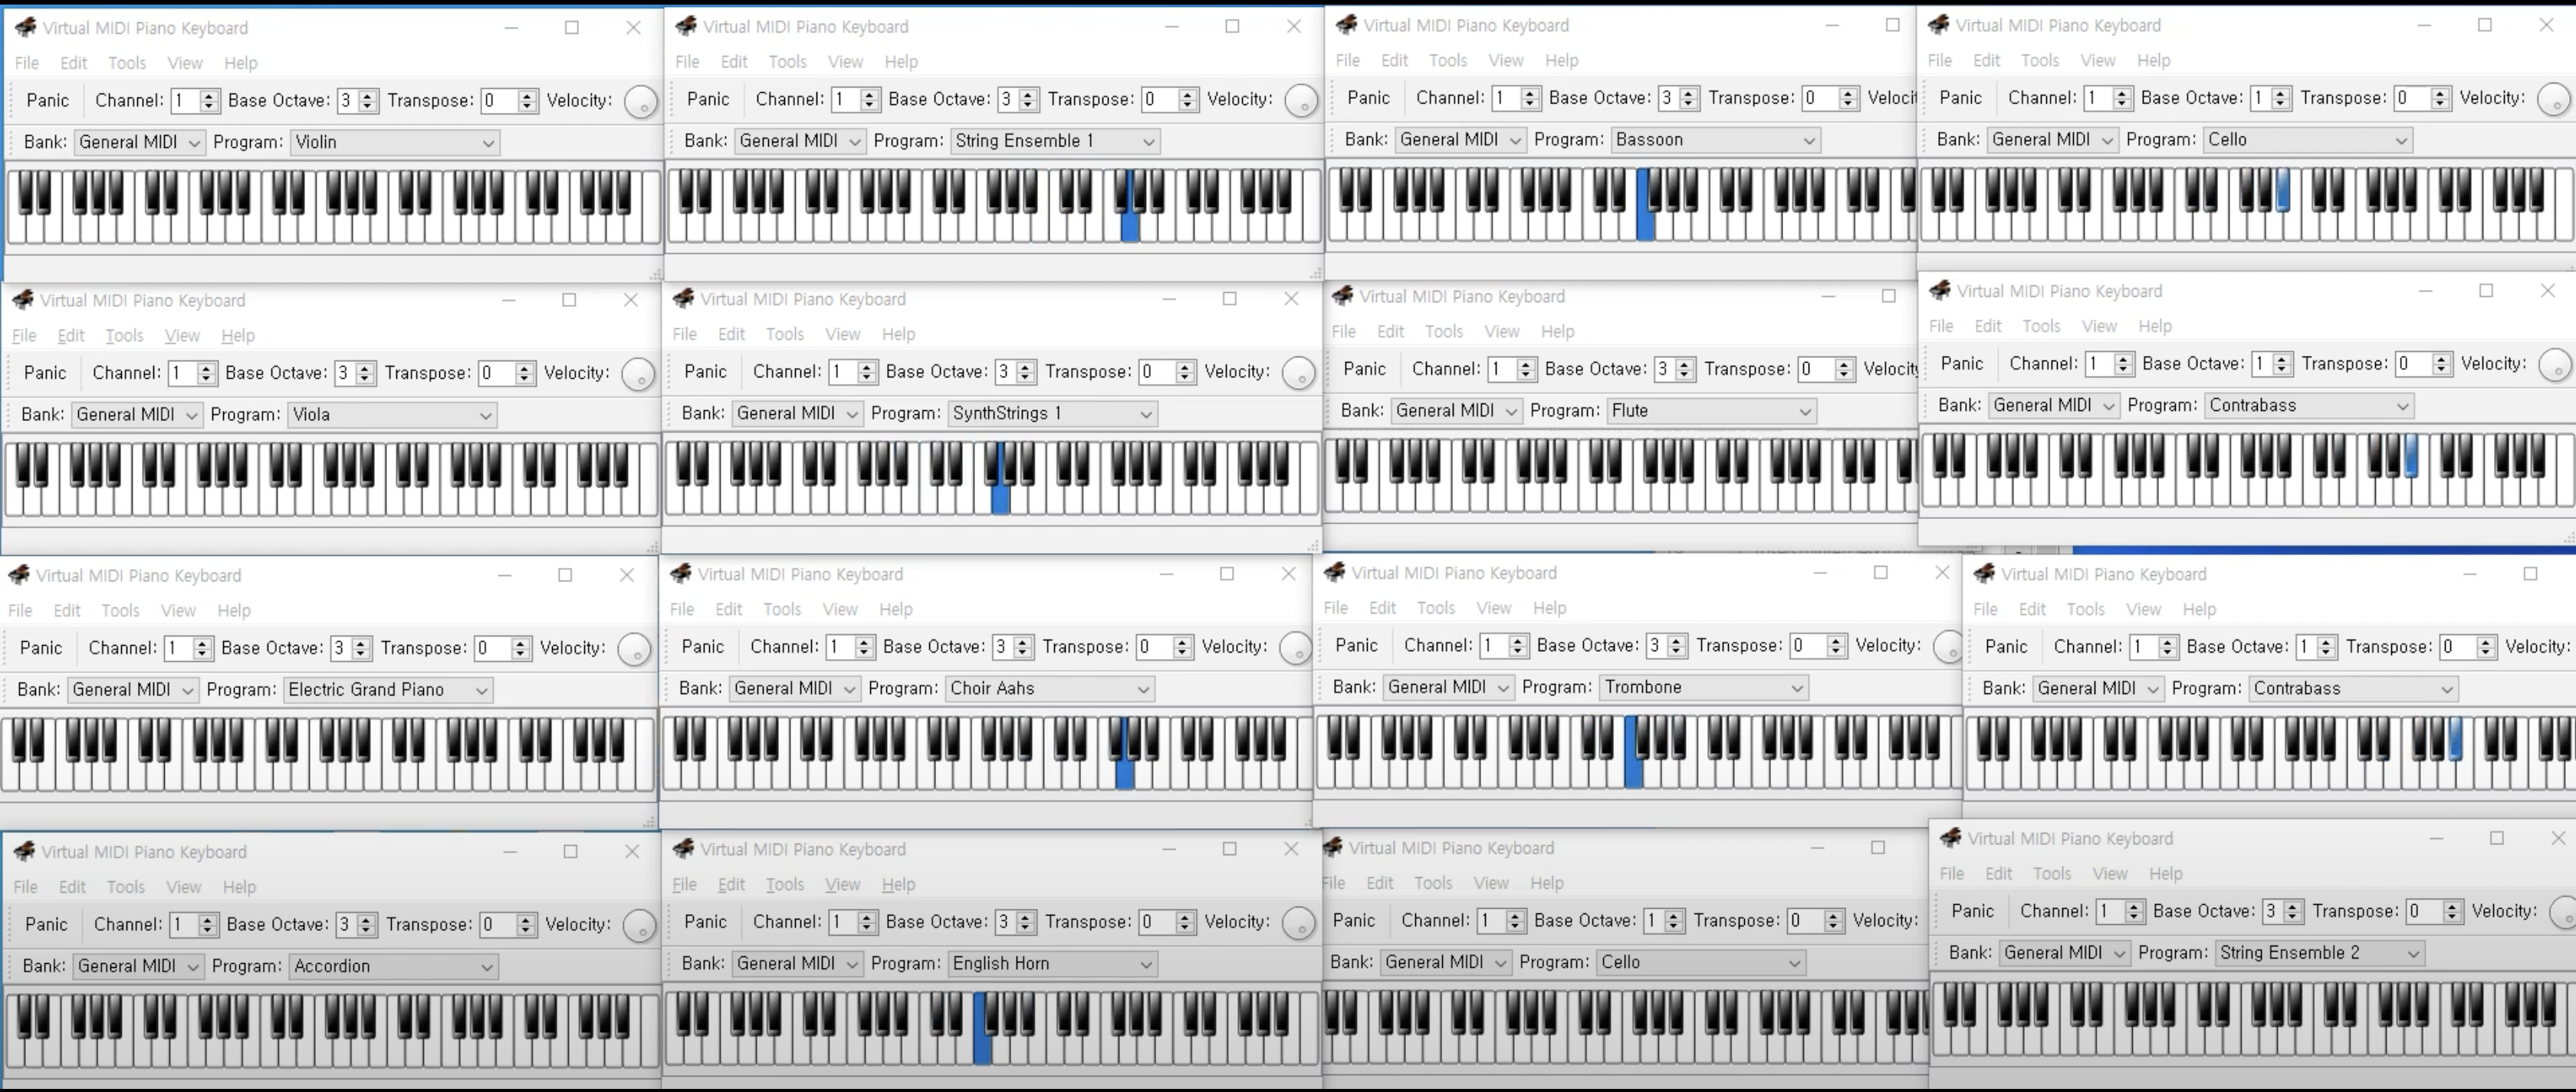 Virtual MIDI Piano Keyboard
File Edit Tools View Help
Panic Channel: 1 Base Octave: 3 Transpose: 0 Velocity:
Bank: General MIDI Program: Violin
Virtual MIDI Piano Keyboard
File Edit Tools View Help
Panic Channel: 1 Base Octave: 3 Transpose: 0 Velocity:
Bank: General MIDI Program: String Ensemble 1
Virtual MIDI Piano Keyboard
File Edit Tools View Help
Panic Channel: 1 Base Octave: 3 Transpose: 0 Velocit
Bank: General MIDI Program: Bassoon
Virtual MIDI Piano Keyboard
File Edit Tools View Help
Panic Channel: 1 Base Octave: 1 Transpose: 0 Velocity:
Bank: General MIDI Program: Cello
Virtual MIDI Piano Keyboard
File Edit Tools View Help
Panic Channel: 1 Base Octave: 3 Transpose: 0 Velocity:
Bank: General MIDI Program: Viola
Virtual MIDI Piano Keyboard
File Edit Tools View Help
Panic Channel: 1 Base Octave: 3 Transpose: 0 Velocity:
Bank: General MIDI Program: SynthStrings 1
Virtual MIDI Piano Keyboard
File Edit Tools View Help
Panic Channel: 1 Base Octave: 3 Transpose: 0 Velocity
Bank: General MIDI Program: Flute
Virtual MIDI Piano Keyboard
File Edit Tools View Help
Panic Channel: 1 Base Octave: 1 Transpose: 0 Velocity:
Bank: General MIDI Program: Contrabass
Virtual MIDI Piano Keyboard
File Edit Tools View Help
Panic Channel: 1 Base Octave: 3 Transpose: 0 Velocity:
Bank: General MIDI Program: Electric Grand Piano
Virtual MIDI Piano Keyboard
File Edit Tools View Help
Panic Channel: 1 Base Octave: 3 Transpose: 0 Velocity:
Bank: General MIDI Program: Choir Aahs
Virtual MIDI Piano Keyboard
File Edit Tools View Help
Panic Channel: 1 Base Octave: 3 Transpose: 0 Velocity:
Bank: General MIDI Program: Trombone
Virtual MIDI Piano Keyboard
File Edit Tools View Help
Panic Channel: 1 Base Octave: 1 Transpose: 0 Velocity:
Bank: General MIDI Program: Contrabass
Virtual MIDI Piano Keyboard
File Edit Tools View Help
Panic Channel: 1 Base Octave: 3 Transpose: 0 Velocity:
Bank: General MIDI Program: Accordion
Virtual MIDI Piano Keyboard
File Edit Tools View Help
Panic Channel: 1 Base Octave: 3 Transpose: 0 Velocity:
Bank: General MIDI Program: English Horn
Virtual MIDI Piano Keyboard
File Edit Tools View Help
Panic Channel: 1 Base Octave: 1 Transpose: 0 Velocity:
Bank: General MIDI Program: Cello
Virtual MIDI Piano Keyboard
File Edit Tools View Help
Panic Channel: 1 Base Octave: 3 Transpose: 0 Velocity:
Bank: General MIDI Program: String Ensemble 2